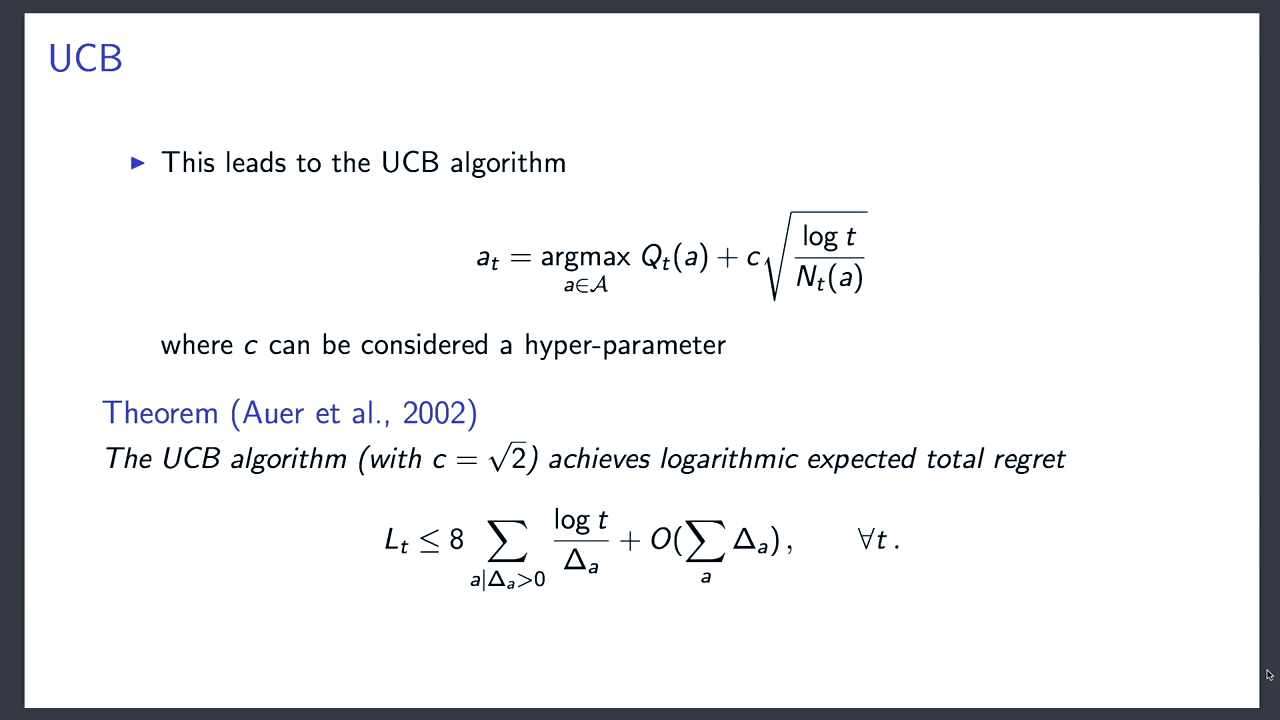 UCB
▶ This leads to the UCB algorithm
a_t = argmax_{a∈𝒜} Q_t(a) + c √(log t / N_t(a))
where c can be considered a hyper-parameter
Theorem (Auer et al., 2002)
The UCB algorithm (with c = √2) achieves logarithmic expected total regret
L_t ≤ 8 ∑_{a|Δ_a>0} log t / Δ_a + O(∑_a Δ_a) , ∀t .